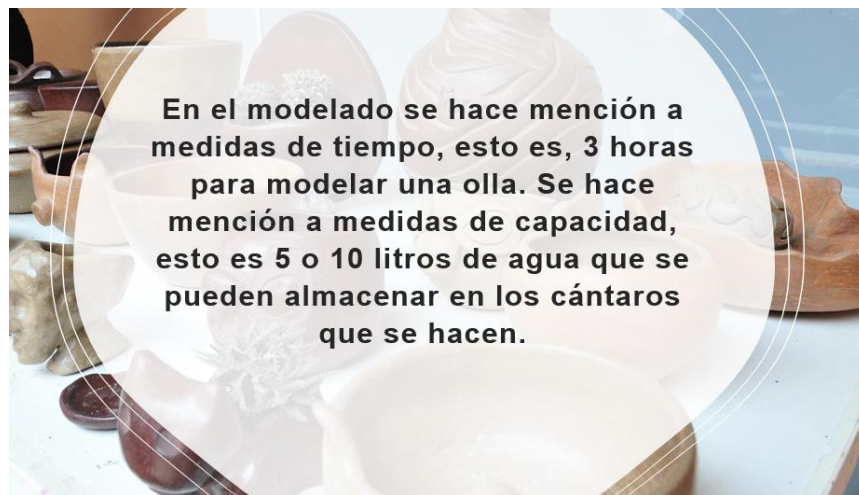 En el modelado se hace mención a
medidas de tiempo, esto es, 3 horas
para modelar una olla. Se hace
mención a medidas de capacidad,
esto es 5 o 10 litros de agua que se
pueden almacenar en los cántaros
que se hacen.